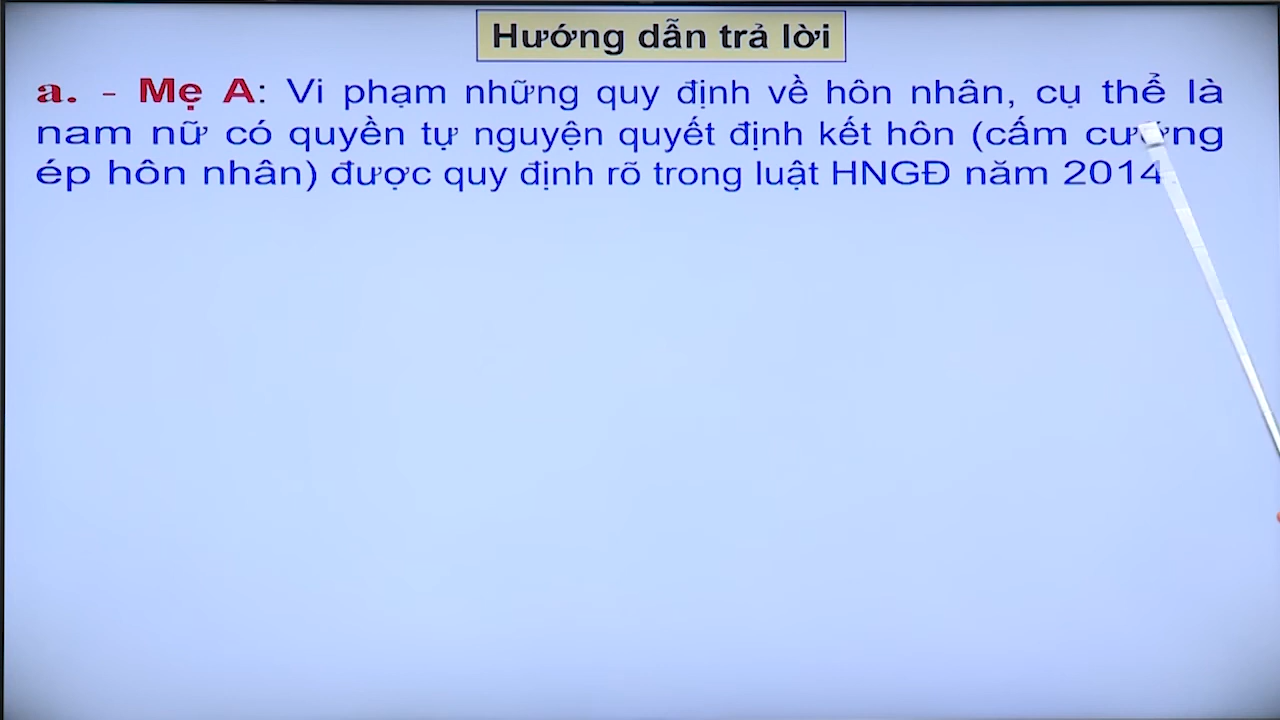 Hướng dẫn trả lời
a. - Mẹ A: Vi phạm những quy định về hôn nhân, cụ thể là
nam nữ có quyền tự nguyện quyết định kết hôn (cấm cưỡng
ép hôn nhân) được quy định rõ trong luật HNGĐ năm 2014